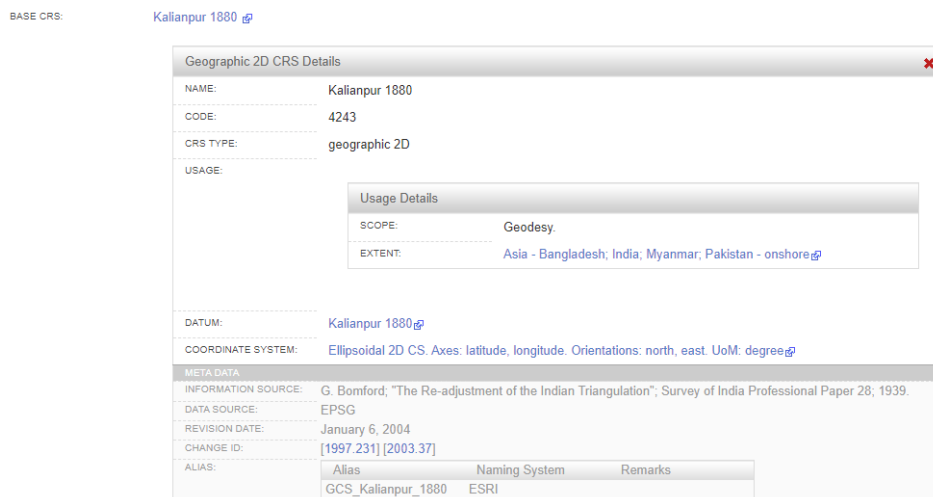 BASE CRS: Kalianpur 1880
Geographic 2D CRS Details
NAME: Kalianpur 1880
CODE: 4243
CRS TYPE: geographic 2D
USAGE:
Usage Details
SCOPE: Geodesy.
EXTENT: Asia - Bangladesh; India; Myanmar; Pakistan - onshore
DATUM: Kalianpur 1880
COORDINATE SYSTEM: Ellipsoidal 2D CS. Axes: latitude, longitude. Orientations: north, east. UoM: degree
META DATA
INFORMATION SOURCE: G. Bomford; "The Re-adjustment of the Indian Triangulation"; Survey of India Professional Paper 28; 1939.
DATA SOURCE: EPSG
REVISION DATE: January 6, 2004
CHANGE ID: [1997.231] [2003.37]
ALIAS: Alias Naming System Remarks
GCS_Kalianpur_1880 ESRI